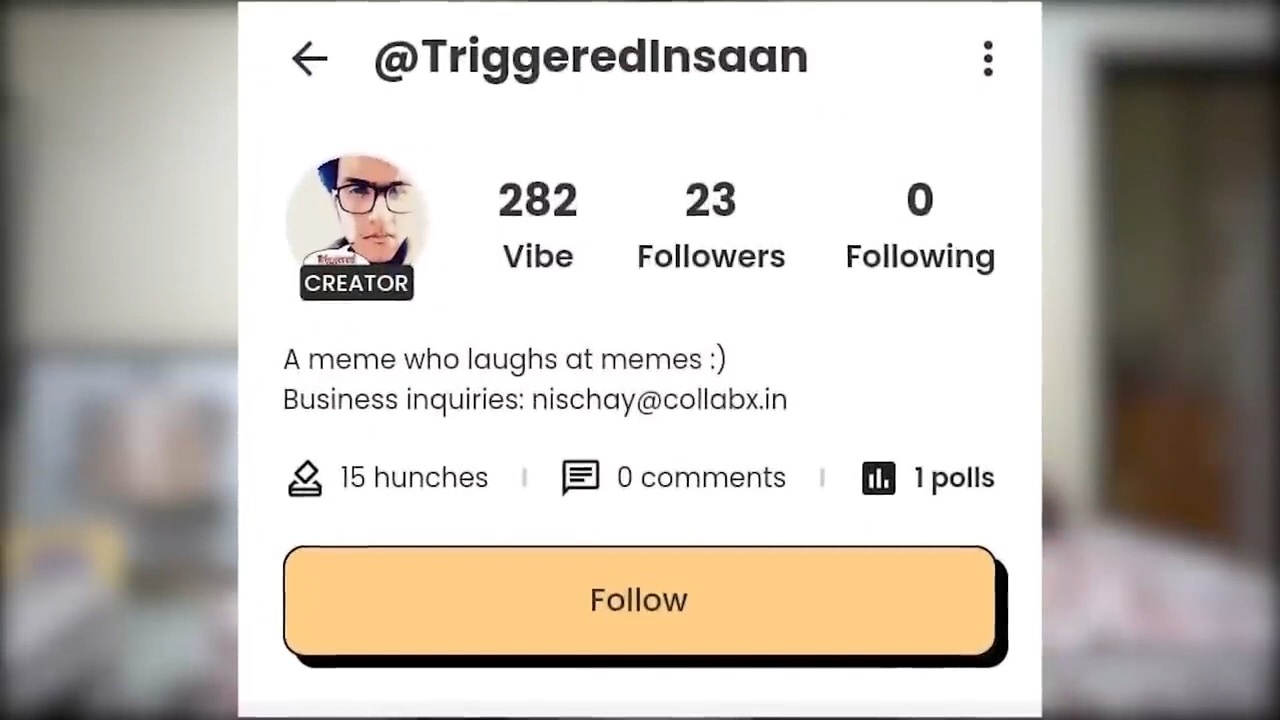 @TriggeredInsaan
282 23 0
Vibe Followers Following
Triggered
CREATOR
A meme who laughs at memes :)
Business inquiries: nischay@collabx.in
15 hunches 0 comments 1 polls
Follow